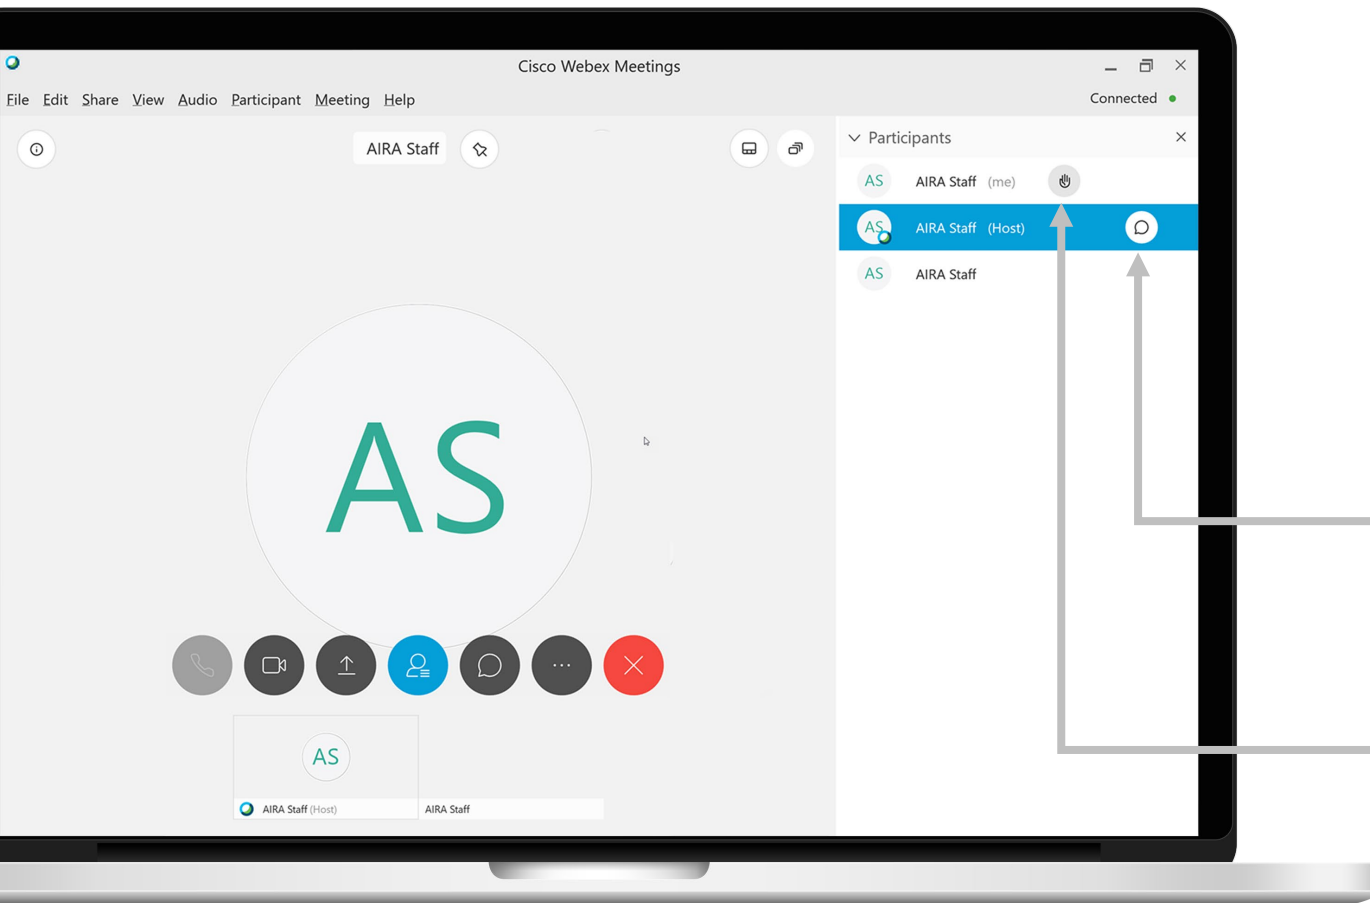 Cisco Webex Meetings
File Edit Share View Audio Participant Meeting Help
Connected
AIRA Staff
Participants
AS AIRA Staff (me)
AS AIRA Staff (Host)
AS AIRA Staff
AS
AS
AIRA Staff (Host)
AIRA Staff